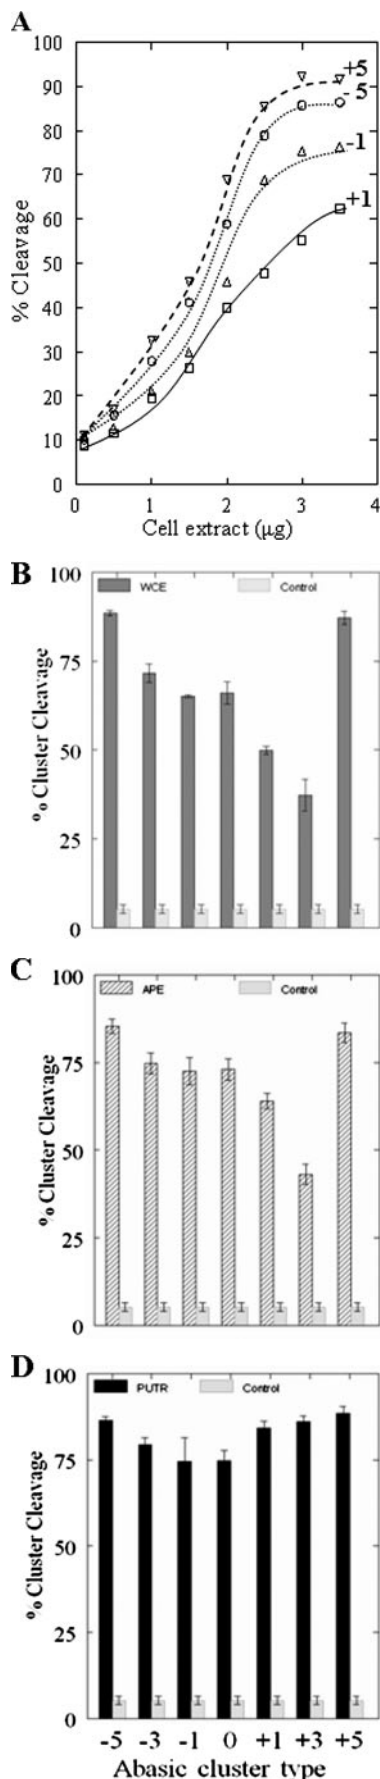 A
100
90
80
70
60
50
40
30
20
10
0
% Cleavage
+5
-5
-1
+1
0 1 2 3 4
Cell extract (μg)
B
100
75
50
25
0
% Cluster Cleavage
WCE Control
C
100
75
50
25
0
% Cluster Cleavage
APE Control
D
100
75
50
25
0
% Cluster Cleavage
PUTR Control
-5 -3 -1 0 +1 +3 +5
Abasic cluster type